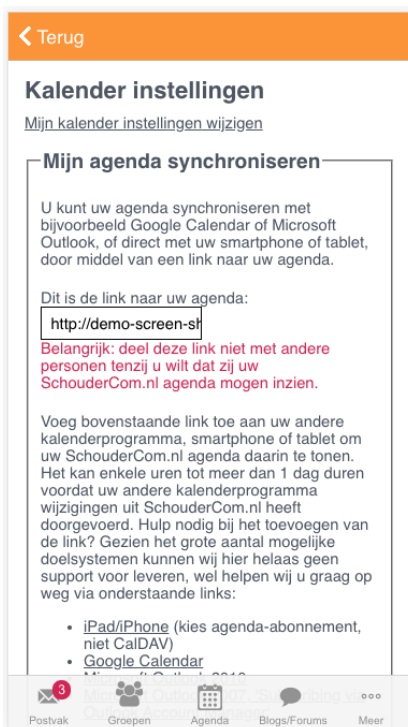 Terug
Kalender instellingen
Mijn kalender instellingen wijzigen
Mijn agenda synchroniseren
U kunt uw agenda synchroniseren met
bijvoorbeeld Google Calendar of Microsoft
Outlook, of direct met uw smartphone of tablet,
door middel van een link naar uw agenda.
Dit is de link naar uw agenda:
http://demo-screen-sh
Belangrijk: deel deze link niet met andere
personen tenzij u wilt dat zij uw
SchouderCom.nl agenda mogen inzien.
Voeg bovenstaande link toe aan uw andere
kalenderprogramma, smartphone of tablet om
uw SchouderCom.nl agenda daarin te tonen.
Het kan enkele uren tot meer dan 1 dag duren
voordat uw andere kalenderprogramma
wijzigingen uit SchouderCom.nl heeft
doorgevoerd. Hulp nodig bij het toevoegen van
de link? Gezien het grote aantal mogelijke
doelsystemen kunnen wij hier helaas geen
support voor leveren, wel helpen wij u graag op
weg via onderstaande links:
• iPad/iPhone (kies agenda-abonnement,
niet CalDAV)
• Google Calendar
• Microsoft Outlook 2010
Microsoft Outlook 2007,
3
Postvak Groepen Agenda Blogs/Forums Meer